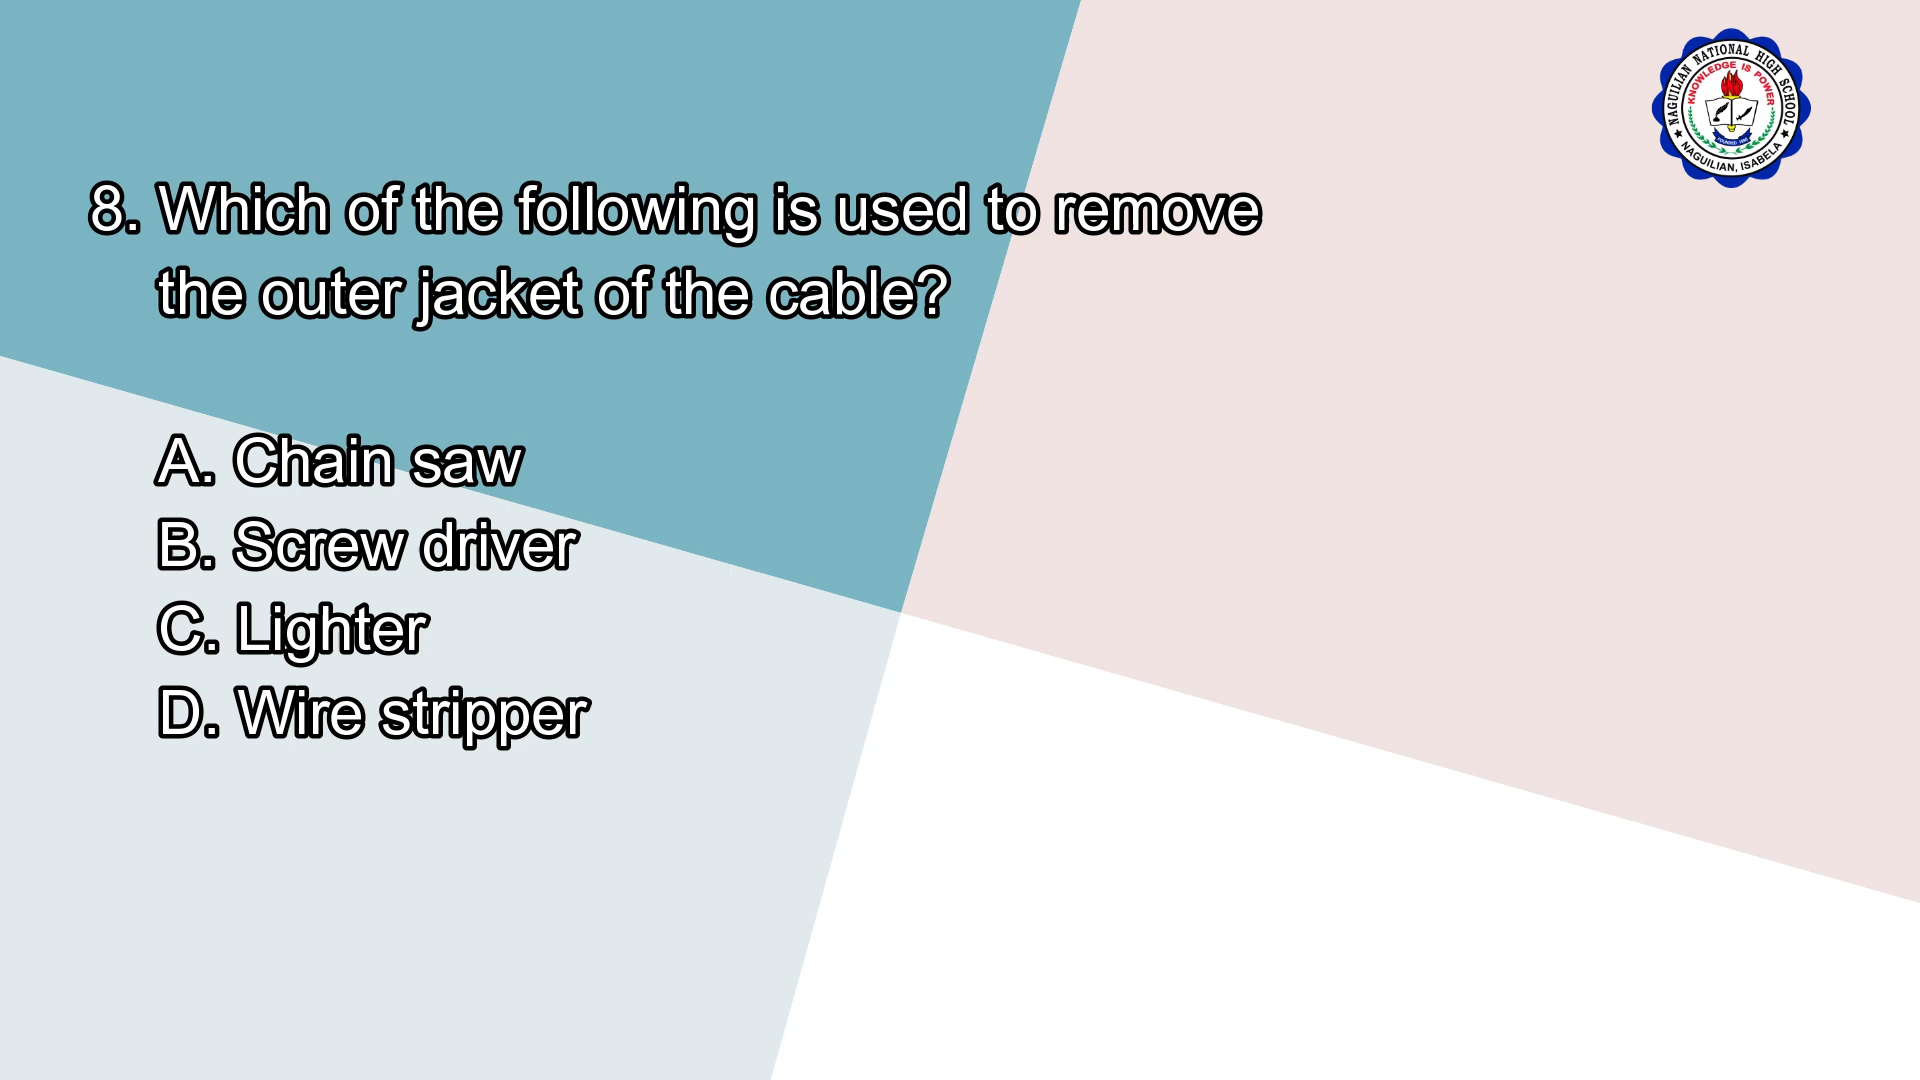 8. Which of the following is used to remove
the outer jacket of the cable?
A. Chain saw
B. Screw driver
C. Lighter
D. Wire stripper
NAGUILIAN NATIONAL HIGH SCHOOL
KNOWLEDGE IS POWER
NAGUILIAN, ISABELA